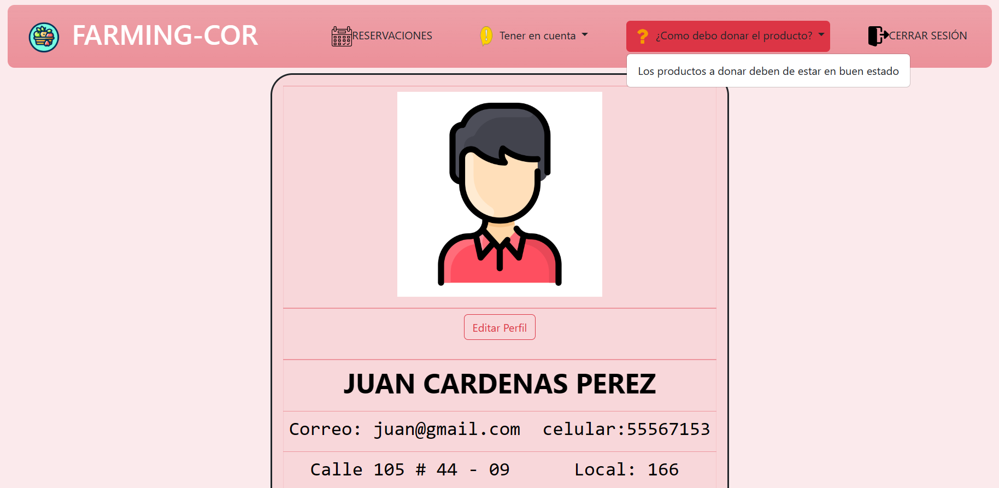 FARMING-COR
RESERVACIONES
Tener en cuenta
¿Como debo donar el producto?
CERRAR SESIÓN
Los productos a donar deben de estar en buen estado
Editar Perfil
JUAN CARDENAS PEREZ
Correo: juan@gmail.com celular:55567153
Calle 105 # 44 - 09 Local: 166